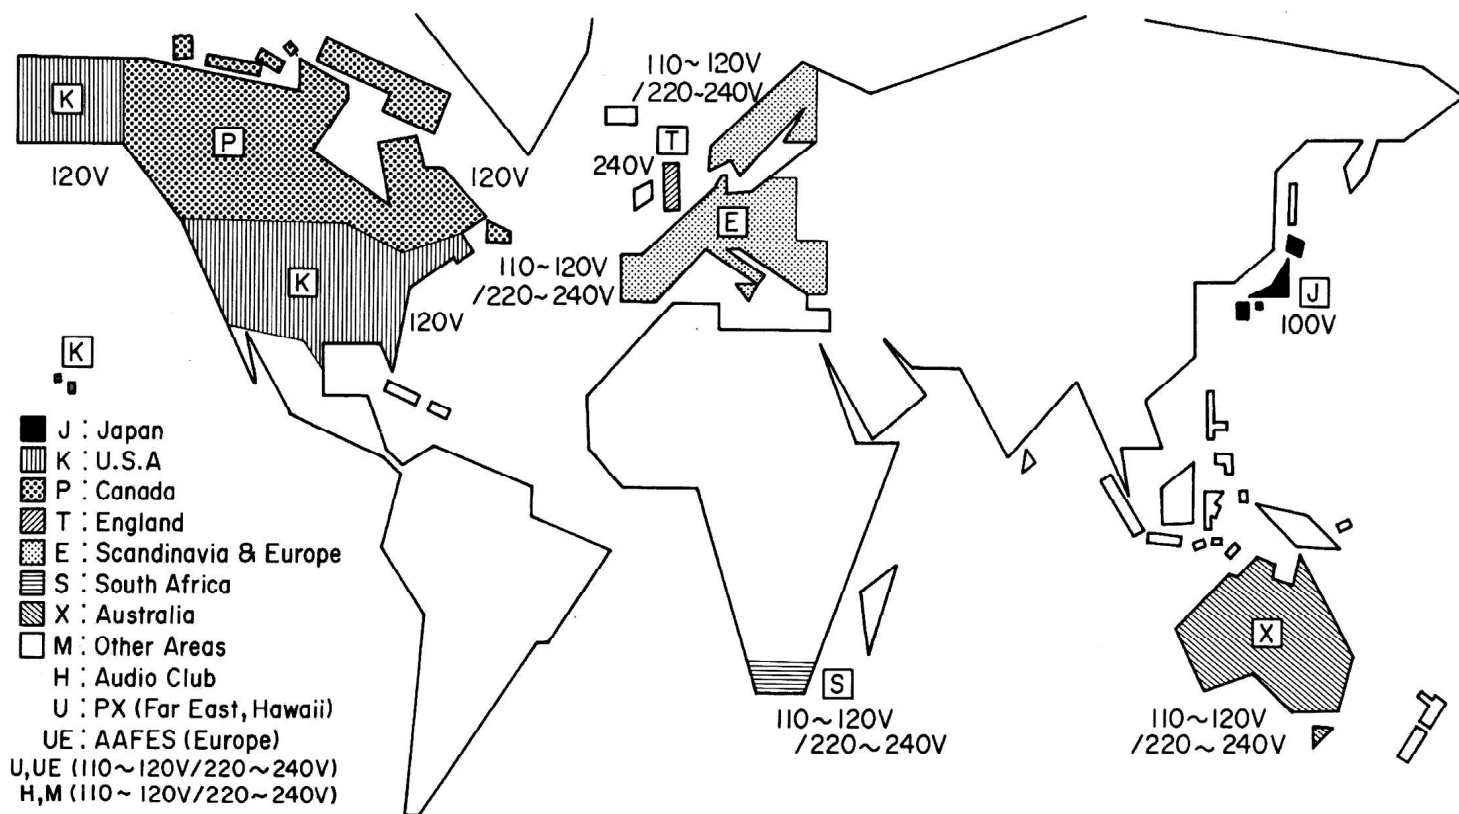 110~120V
/220~240V
K
P
T
120V
120V
240V
E
110~120V
/220~240V
K
J
120V
100V
K
J : Japan
K : U.S.A
P : Canada
T : England
E : Scandinavia & Europe
S : South Africa
X : Australia
M : Other Areas
H : Audio Club
U : PX (Far East, Hawaii)
UE : AAFES (Europe)
U,UE (110~120V/220~240V)
H,M (110~120V/220~240V)
X
S
110~120V
/220~240V
110~120V
/220~240V